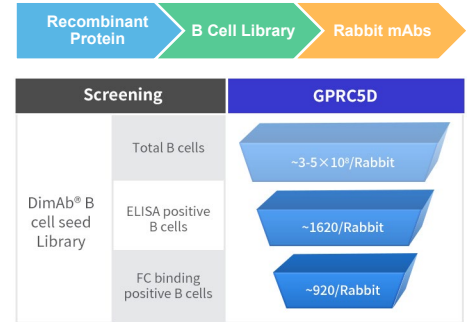 Recombinant
Protein
B Cell Library
Rabbit mAbs
Screening
GPRC5D
Total B cells
~3-5×10⁸/Rabbit
DimAb® B
cell seed
Library
ELISA positive
B cells
~1620/Rabbit
FC binding
positive B cells
~920/Rabbit